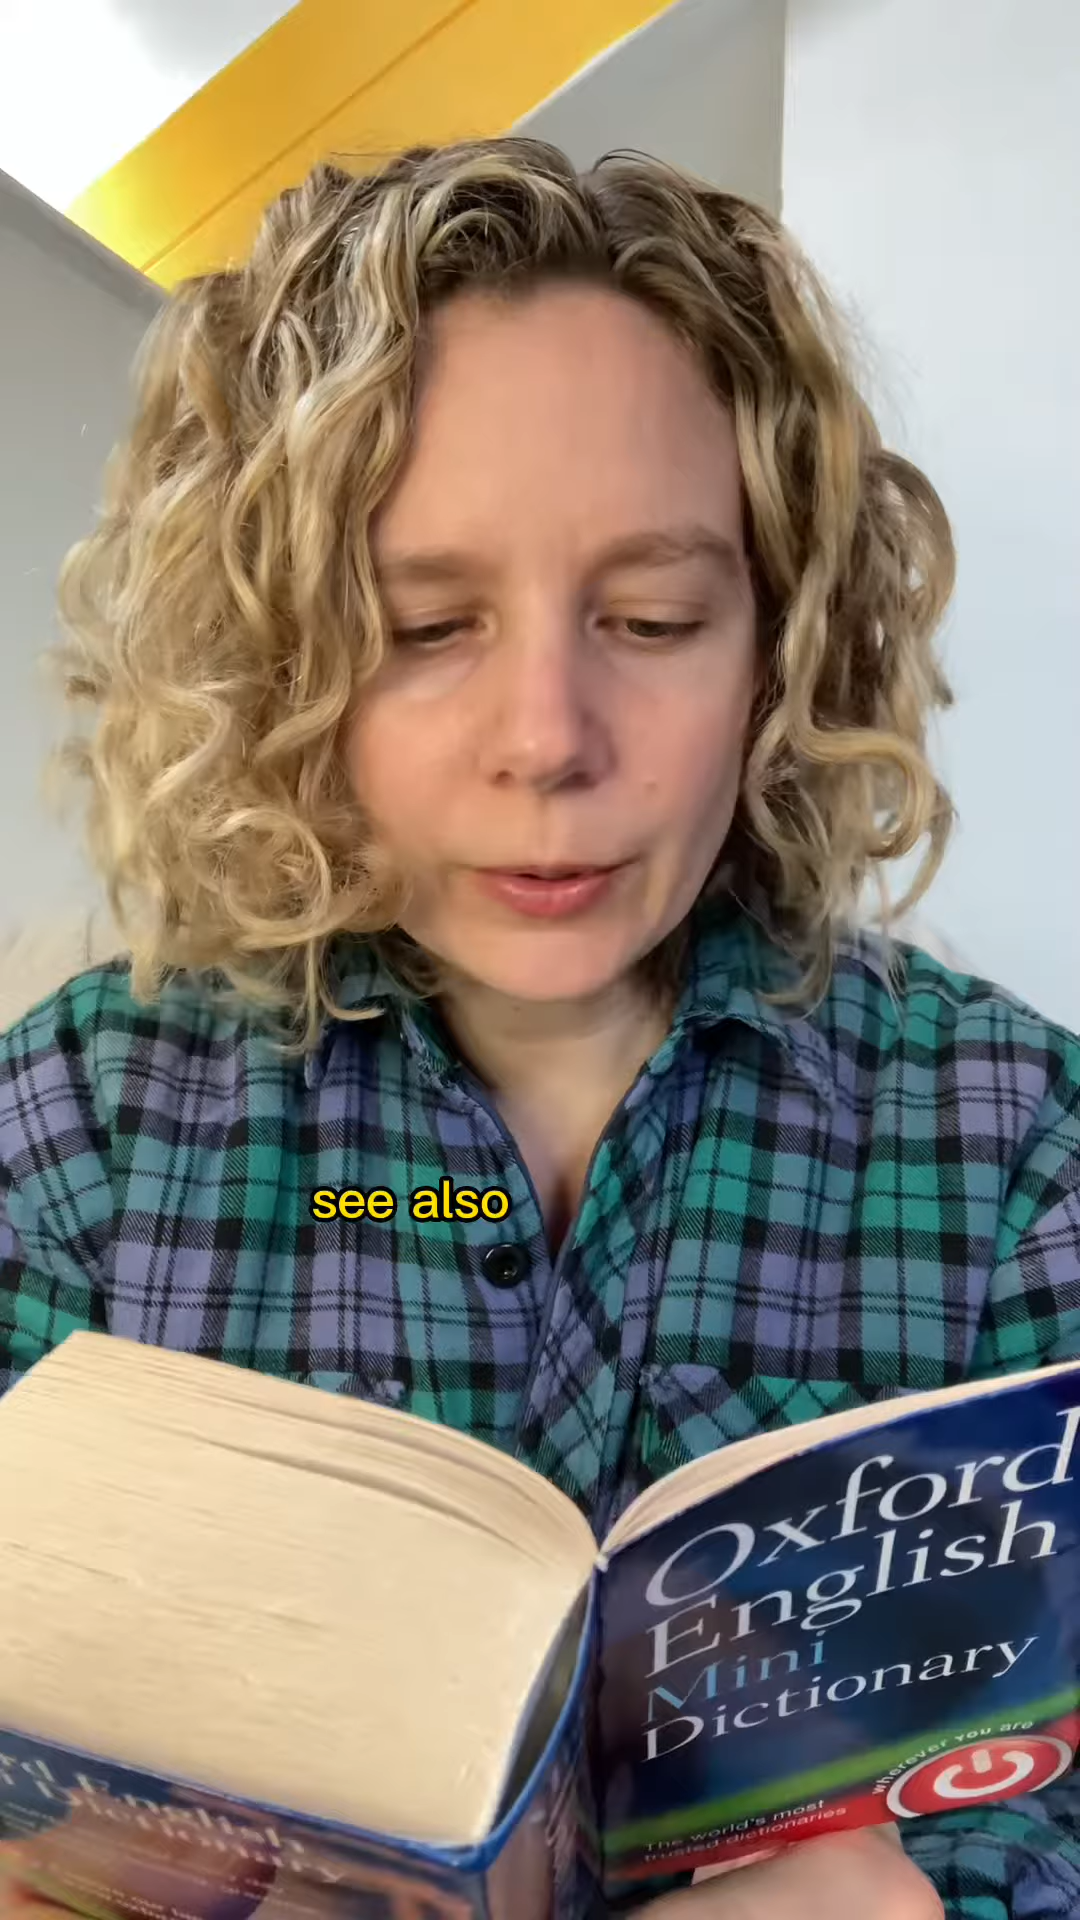 see also
Oxford
English
Mini
Dictionary
wherever you are
The world's most
trusted dictionaries